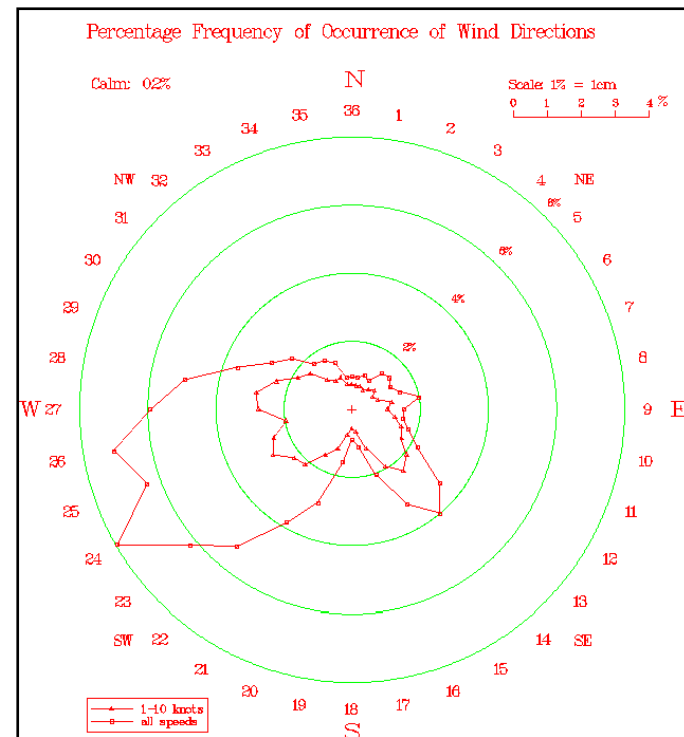 Percentage Frequency of Occurrence of Wind Directions
Calm: 02%
N
Scale: 1% = 1cm
0 1 2 3 4 %
36
1
2
3
4
NE
5
6
7
8
9
E
10
11
12
13
SE
14
15
16
17
18
S
19
20
21
22
SW
23
24
25
26
27
W
28
29
30
31
32
NW
33
34
35
2%
4%
6%
8%
1-10 knots
all speeds